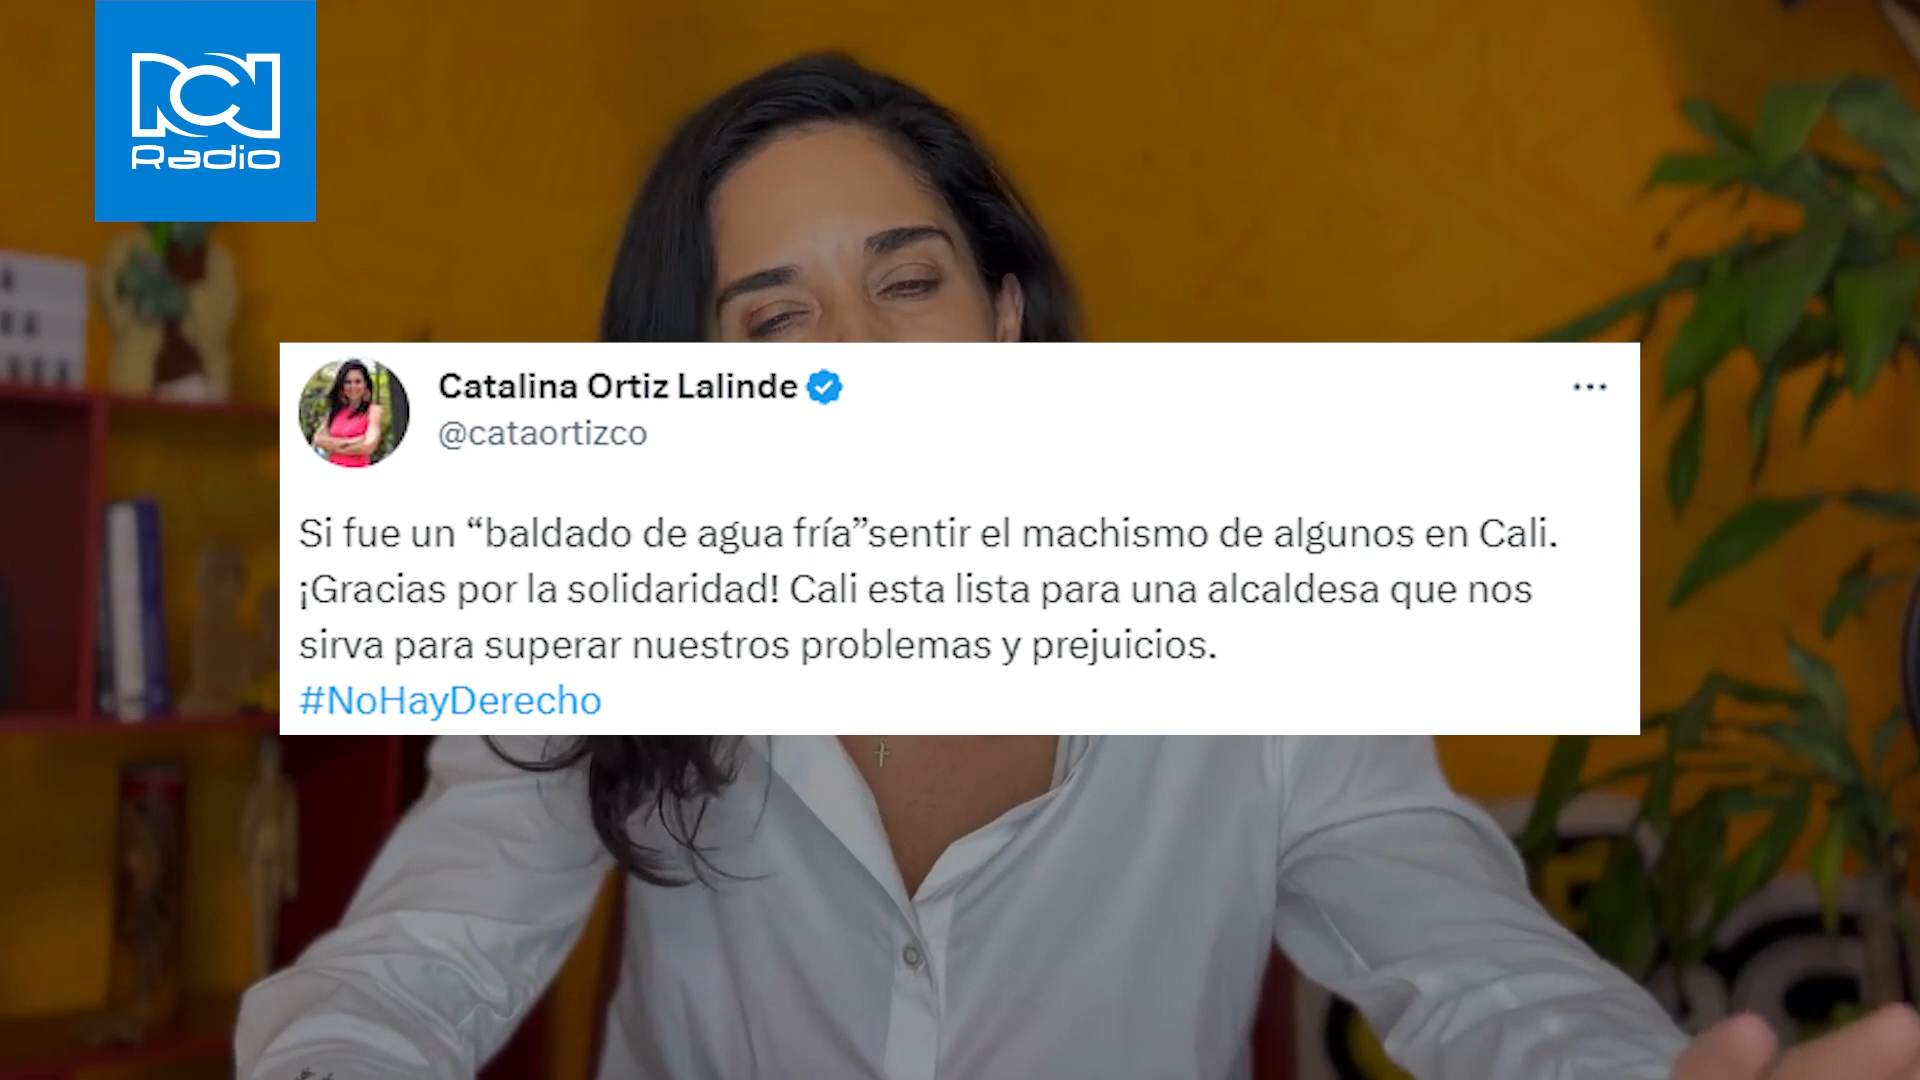 RCN
Radio
Catalina Ortiz Lalinde
@cataortizco
Si fue un “baldado de agua fría”sentir el machismo de algunos en Cali.
¡Gracias por la solidaridad! Cali esta lista para una alcaldesa que nos
sirva para superar nuestros problemas y prejuicios.
#NoHayDerecho